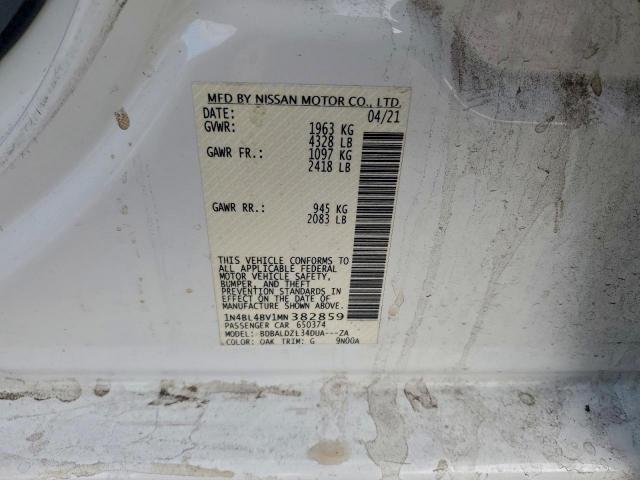 MFD BY NISSAN MOTOR CO., LTD.
DATE: 04/21
GVWR: 1963 KG
4328 LB
GAWR FR.: 1097 KG
2418 LB
GAWR RR.: 945 KG
2083 LB
THIS VEHICLE CONFORMS TO
ALL APPLICABLE FEDERAL
MOTOR VEHICLE SAFETY,
BUMPER, AND THEFT
PREVENTION STANDARDS IN
EFFECT ON THE DATE OF
MANUFACTURE SHOWN ABOVE.
1N4BL4BV1MN382859
PASSENGER CAR 650374
MODEL: BDBALDZL34DUA---ZA
COLOR: QAK TRIM: G 9N00A